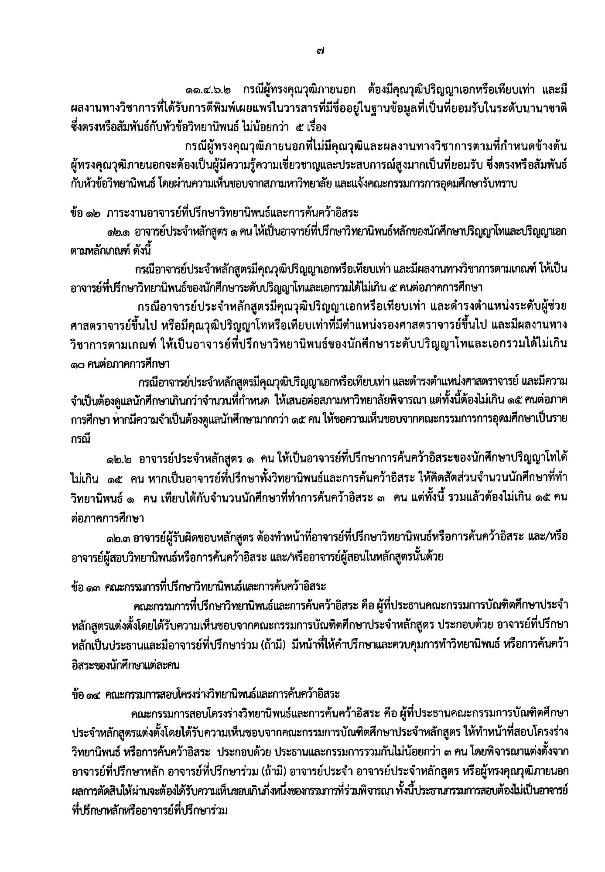 ๗
๑๑.๔.๖.๒ กรณีผู้ทรงคุณวุฒิภายนอก ต้องมีคุณวุฒิปริญญาเอกหรือเทียบเท่า และมี
ผลงานทางวิชาการที่ได้รับการตีพิมพ์เผยแพร่ในวารสารที่มีชื่ออยู่ในฐานข้อมูลที่เป็นที่ยอมรับในระดับนานาชาติ
ซึ่งตรงหรือสัมพันธ์กับหัวข้อวิทยานิพนธ์ ไม่น้อยกว่า ๕ เรื่อง
กรณีผู้ทรงคุณวุฒิภายนอกที่ไม่มีคุณวุฒิและผลงานทางวิชาการตามที่กำหนดข้างต้น
ผู้ทรงคุณวุฒิภายนอกจะต้องเป็นผู้มีความรู้ความเชี่ยวชาญและประสบการณ์สูงมากเป็นที่ยอมรับ ซึ่งตรงหรือสัมพันธ์
กับหัวข้อวิทยานิพนธ์ โดยผ่านความเห็นชอบจากสภามหาวิทยาลัย และแจ้งคณะกรรมการการอุดมศึกษารับทราบ
ข้อ ๑๒ ภาระงานอาจารย์ที่ปรึกษาวิทยานิพนธ์และการค้นคว้าอิสระ
๑๒.๑ อาจารย์ประจำหลักสูตร ๑ คน ให้เป็นอาจารย์ที่ปรึกษาวิทยานิพนธ์หลักของนักศึกษาปริญญาโทและปริญญาเอก
ตามหลักเกณฑ์ ดังนี้
กรณีอาจารย์ประจำหลักสูตรมีคุณวุฒิปริญญาเอกหรือเทียบเท่า และมีผลงานทางวิชาการตามเกณฑ์ ให้เป็น
อาจารย์ที่ปรึกษาวิทยานิพนธ์ของนักศึกษาระดับปริญญาโทและเอกรวมได้ไม่เกิน ๕ คนต่อภาคการศึกษา
กรณีอาจารย์ประจำหลักสูตรมีคุณวุฒิปริญญาเอกหรือเทียบเท่า และดำรงตำแหน่งระดับผู้ช่วย
ศาสตราจารย์ขึ้นไป หรือมีคุณวุฒิปริญญาโทหรือเทียบเท่าที่มีตำแหน่งรองศาสตราจารย์ขึ้นไป และมีผลงานทาง
วิชาการตามเกณฑ์ ให้เป็นอาจารย์ที่ปรึกษาวิทยานิพนธ์ของนักศึกษาระดับปริญญาโทและเอกรวมได้ไม่เกิน
๑๐ คนต่อภาคการศึกษา
กรณีอาจารย์ประจำหลักสูตรมีคุณวุฒิปริญญาเอกหรือเทียบเท่า และดำรงตำแหน่งศาสตราจารย์ และมีความ
จำเป็นต้องดูแลนักศึกษาเกินกว่าจำนวนที่กำหนด ให้เสนอต่อสภามหาวิทยาลัยพิจารณา แต่ทั้งนี้ต้องไม่เกิน ๑๕ คนต่อภาค
การศึกษา หากมีความจำเป็นต้องดูแลนักศึกษามากกว่า ๑๕ คน ให้ขอความเห็นชอบจากคณะกรรมการการอุดมศึกษาเป็นราย
กรณี
๑๒.๒ อาจารย์ประจำหลักสูตร ๑ คน ให้เป็นอาจารย์ที่ปรึกษาการค้นคว้าอิสระของนักศึกษาปริญญาโทได้
ไม่เกิน ๑๕ คน หากเป็นอาจารย์ที่ปรึกษาทั้งวิทยานิพนธ์และการค้นคว้าอิสระ ให้คิดสัดส่วนจำนวนนักศึกษาที่ทำ
วิทยานิพนธ์ ๑ คน เทียบได้กับจำนวนนักศึกษาที่ทำการค้นคว้าอิสระ ๓ คน แต่ทั้งนี้ รวมแล้วต้องไม่เกิน ๑๕ คน
ต่อภาคการศึกษา
๑๒.๓ อาจารย์ผู้รับผิดชอบหลักสูตร ต้องทำหน้าที่อาจารย์ที่ปรึกษาวิทยานิพนธ์หรือการค้นคว้าอิสระ และ/หรือ
อาจารย์ผู้สอบวิทยานิพนธ์หรือการค้นคว้าอิสระ และ/หรืออาจารย์ผู้สอนในหลักสูตรนั้นด้วย
ข้อ ๑๓ คณะกรรมการที่ปรึกษาวิทยานิพนธ์และการค้นคว้าอิสระ
คณะกรรมการที่ปรึกษาวิทยานิพนธ์และการค้นคว้าอิสระ คือ ผู้ที่ประธานคณะกรรมการบัณฑิตศึกษาประจำ
หลักสูตรแต่งตั้งโดยได้รับความเห็นชอบจากคณะกรรมการบัณฑิตศึกษาประจำหลักสูตร ประกอบด้วย อาจารย์ที่ปรึกษา
หลักเป็นประธานและมีอาจารย์ที่ปรึกษาร่วม (ถ้ามี) มีหน้าที่ให้คำปรึกษาและควบคุมการทำวิทยานิพนธ์ หรือการค้นคว้า
อิสระของนักศึกษาแต่ละคน
ข้อ ๑๔ คณะกรรมการสอบโครงร่างวิทยานิพนธ์และการค้นคว้าอิสระ
คณะกรรมการสอบโครงร่างวิทยานิพนธ์และการค้นคว้าอิสระ คือ ผู้ที่ประธานคณะกรรมการบัณฑิตศึกษา
ประจำหลักสูตรแต่งตั้งโดยได้รับความเห็นชอบจากคณะกรรมการบัณฑิตศึกษาประจำหลักสูตร ให้ทำหน้าที่สอบโครงร่าง
วิทยานิพนธ์ หรือการค้นคว้าอิสระ ประกอบด้วย ประธานและกรรมการรวมกันไม่น้อยกว่า ๓ คน โดยพิจารณาแต่งตั้งจาก
อาจารย์ที่ปรึกษาหลัก อาจารย์ที่ปรึกษาร่วม (ถ้ามี) อาจารย์ประจำ อาจารย์ประจำหลักสูตร หรือผู้ทรงคุณวุฒิภายนอก
ผลการตัดสินให้ผ่านจะต้องได้รับความเห็นชอบเกินกึ่งหนึ่งของกรรมการที่ร่วมพิจารณา ทั้งนี้ประธานกรรมการสอบต้องไม่เป็นอาจารย์
ที่ปรึกษาหลักหรืออาจารย์ที่ปรึกษาร่วม